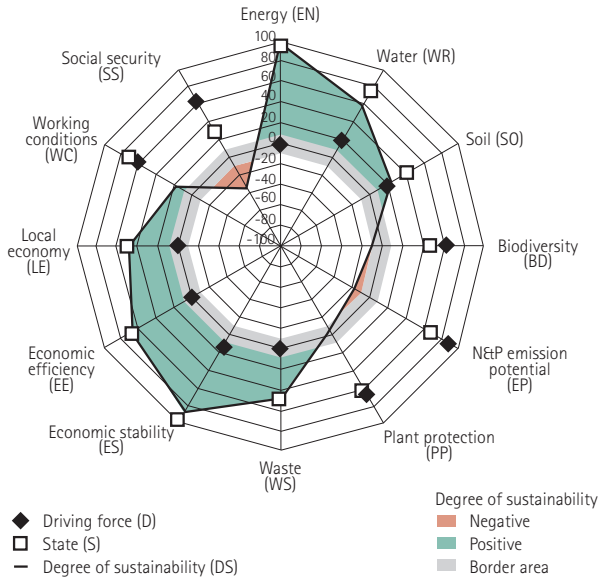 Energy (EN)
100
80
60
40
20
0
-20
-40
-60
-80
-100
Water (WR)
Soil (SO)
Biodiversity
(BD)
N&tP emission
potential
(EP)
Plant protection
(PP)
Waste
(WS)
Economic stability
(ES)
Economic
efficiency
(EE)
Local
economy
(LE)
Working
conditions
(WC)
Social security
(SS)
Driving force (D)
State (S)
Degree of sustainability (DS)
Degree of sustainability
Negative
Positive
Border area